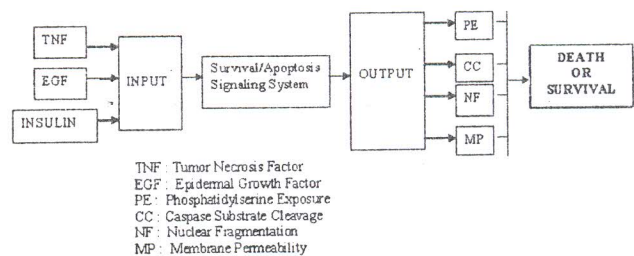 TNF
EGF
INSULIN
INPUT
Survival/Apoptosis
Signaling System
OUTPUT
PE
CC
NF
MP
DEATH
OR
SURVIVAL
TNF : Tumor Necrosis Factor
EGF : Epidermal Growth Factor
PE : Phosphatidylserine Exposure
CC : Caspase Substrate Cleavage
NF : Nuclear Fragmentation
MP : Membrane Permeability